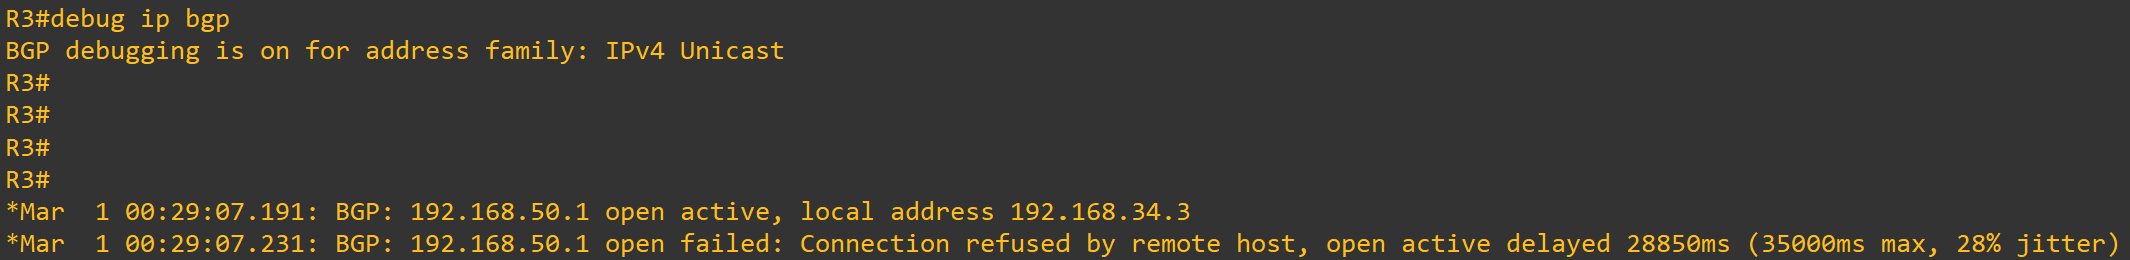 R3#debug ip bgp
BGP debugging is on for address family: IPv4 Unicast
R3#
R3#
R3#
R3#
*Mar  1 00:29:07.191: BGP: 192.168.50.1 open active, local address 192.168.34.3
*Mar  1 00:29:07.231: BGP: 192.168.50.1 open failed: Connection refused by remote host, open active delayed 28850ms (35000ms max, 28% jitter)